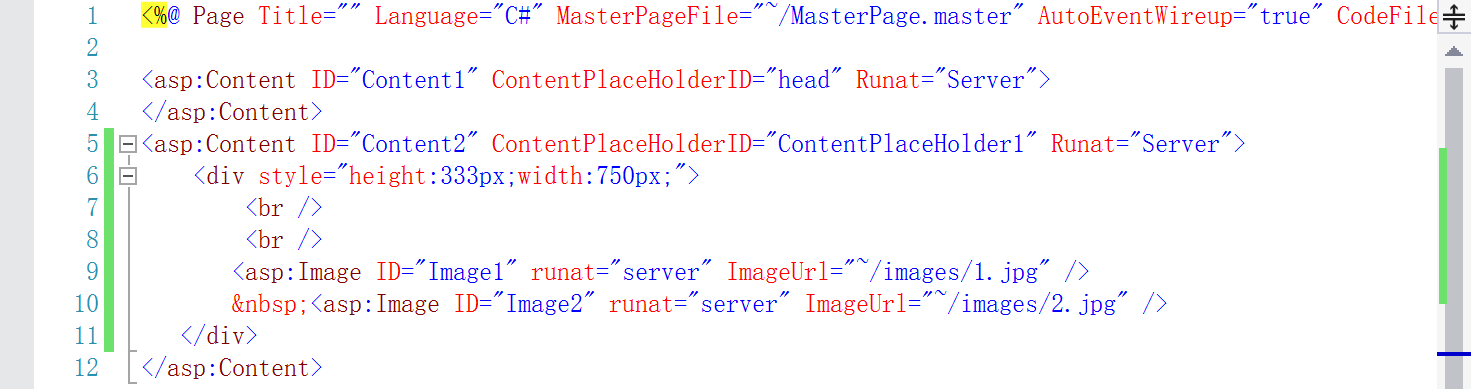 1 <%@ Page Title="" Language="C#" MasterPageFile="~/MasterPage.master" AutoEventWireup="true" CodeFile
2
3 <asp:Content ID="Content1" ContentPlaceHolderID="head" Runat="Server">
4 </asp:Content>
5 <asp:Content ID="Content2" ContentPlaceHolderID="ContentPlaceHolder1" Runat="Server">
6     <div style="height:333px;width:750px;">
7         <br />
8         <br />
9        <asp:Image ID="Image1" runat="server" ImageUrl="~/images/1.jpg" />
10       &nbsp;<asp:Image ID="Image2" runat="server" ImageUrl="~/images/2.jpg" />
11   </div>
12 </asp:Content>